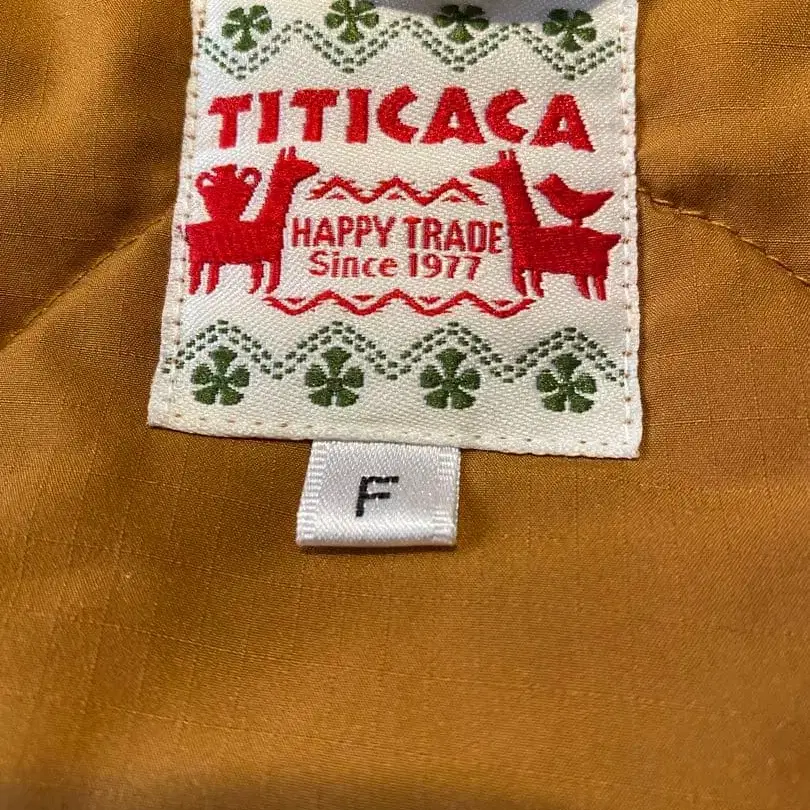 TITICACA
HAPPY TRADE
Since 1977
F